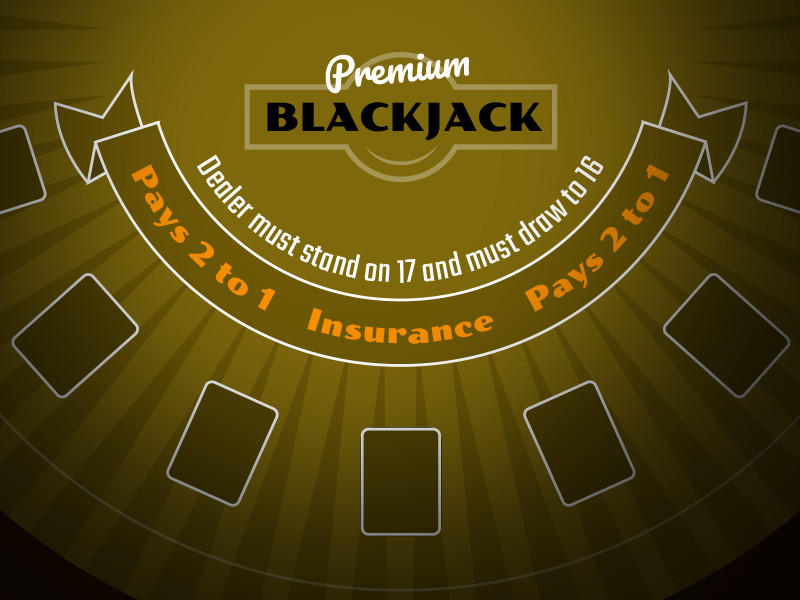 Premium
BLACKJACK
Dealer must stand on 17 and must draw to 16
Pays 2 to 1 Insurance Pays 2 to 1